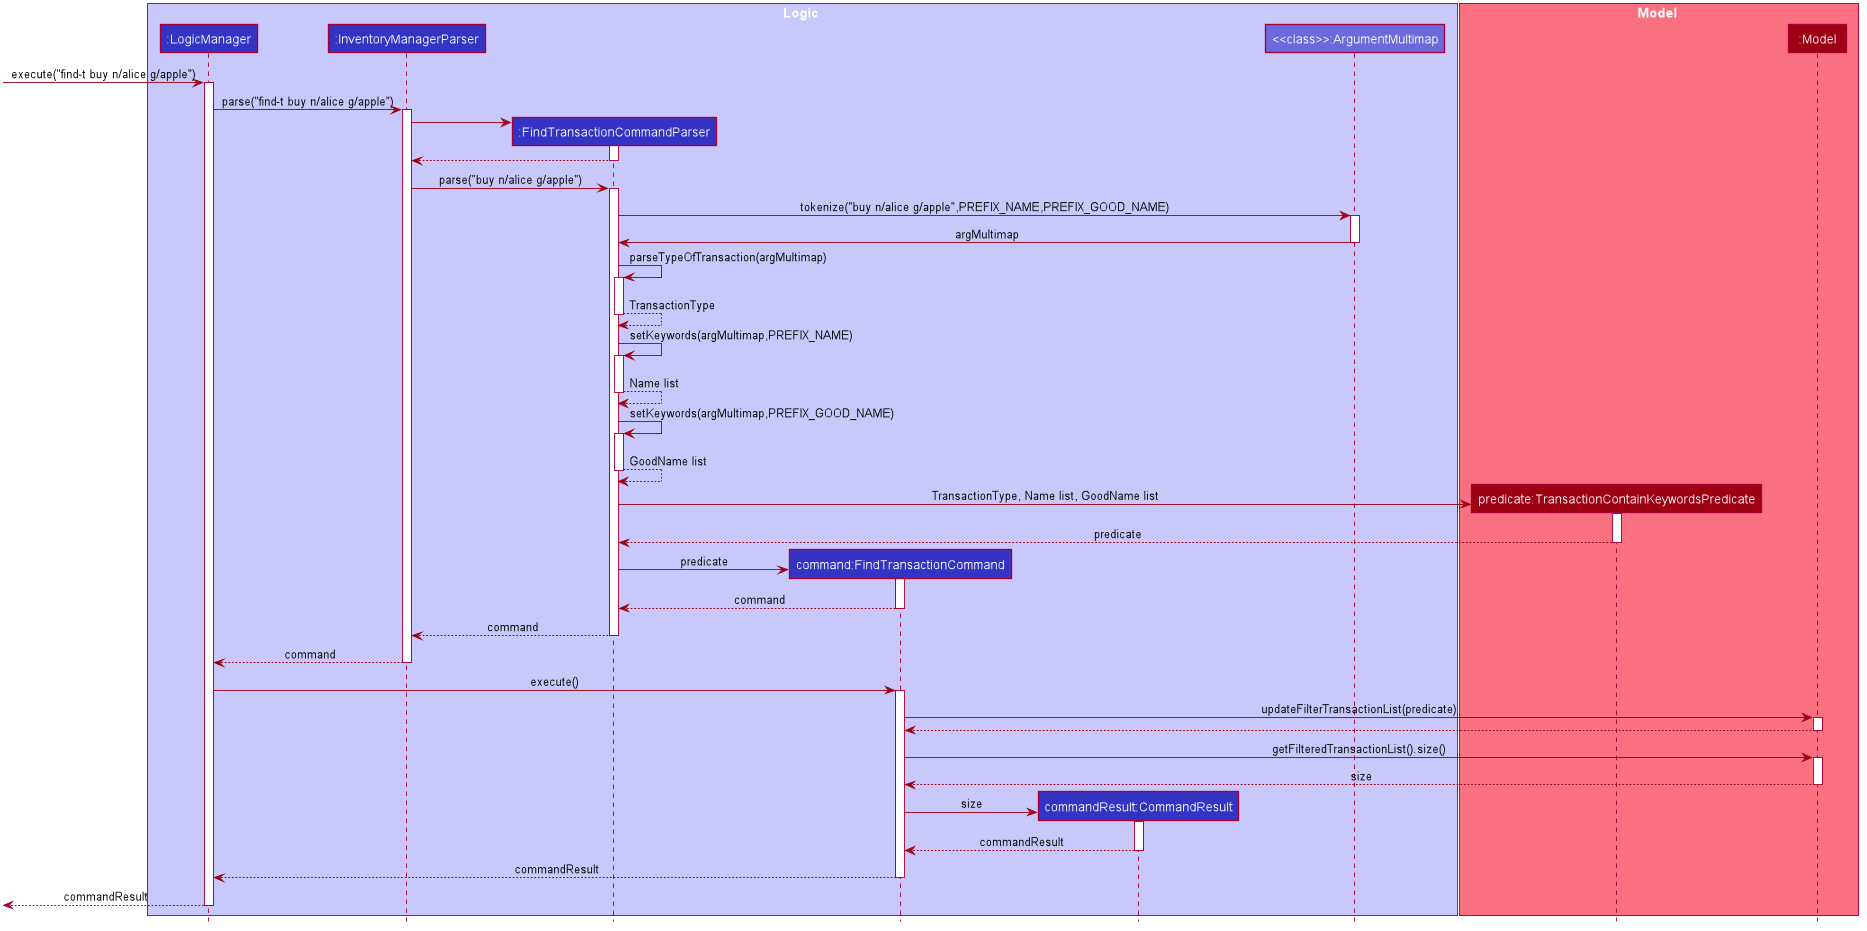 Logic
Model
:LogicManager
:InventoryManagerParser
<<class>>:ArgumentMultimap
:Model
execute("find-t buy n/alice g/apple")
parse("find-t buy n/alice g/apple")
:FindTransactionCommandParser
parse("buy n/alice g/apple")
tokenize("buy n/alice g/apple",PREFIX_NAME,PREFIX_GOOD_NAME)
argMultimap
parseTypeOfTransaction(argMultimap)
TransactionType
setKeywords(argMultimap,PREFIX_NAME)
Name list
setKeywords(argMultimap,PREFIX_GOOD_NAME)
GoodName list
TransactionType, Name list, GoodName list
predicate:TransactionContainKeywordsPredicate
predicate
predicate
command:FindTransactionCommand
command
command
command
execute()
updateFilterTransactionList(predicate)
getFilteredTransactionList().size()
size
size
commandResult:CommandResult
commandResult
commandResult
commandResult